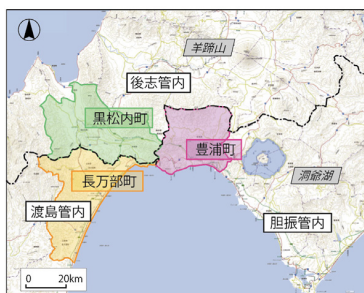 羊蹄山
後志管内
黒松内町
豊浦町
長万部町
洞爺湖
渡島管内
胆振管内
0 20km